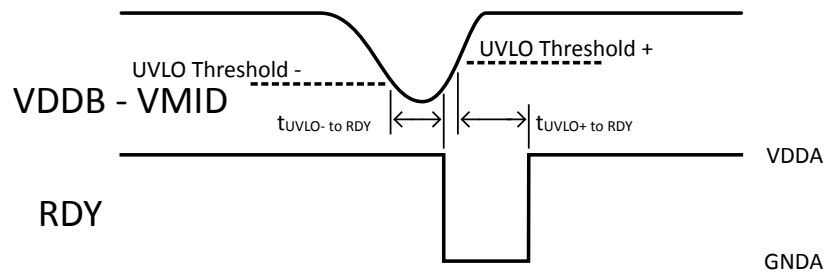 UVLO Threshold +
UVLO Threshold -
VDDB - VMID
tUVLO- to RDY
tUVLO+ to RDY
VDDA
RDY
GNDA